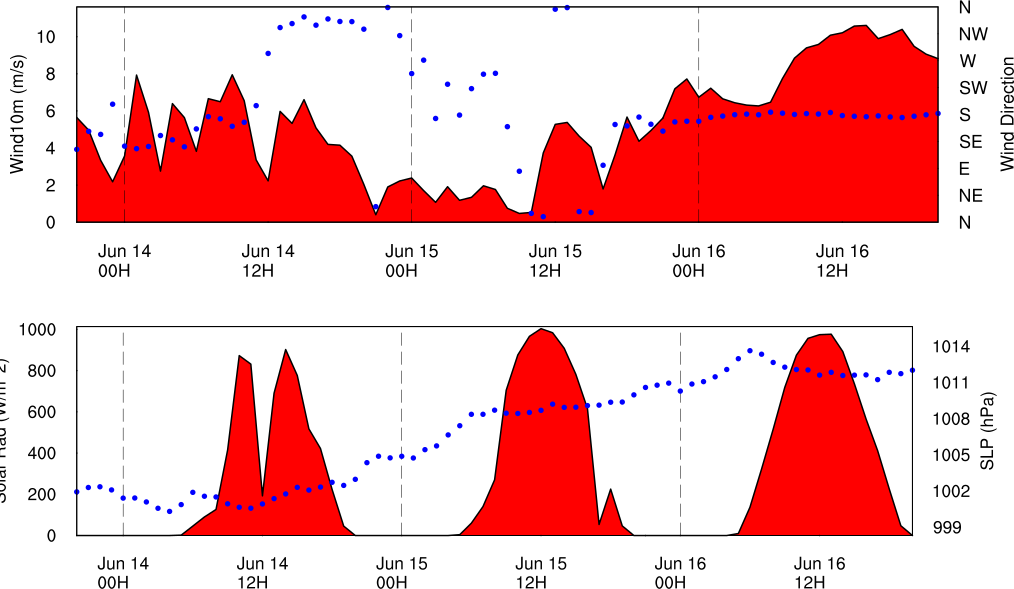 N
10
NW
8
W
SW
6
S
4
SE
E
2
NE
0
N
Wind10m (m/s)
Wind Direction
Jun 14 Jun 14 Jun 15 Jun 15 Jun 16 Jun 16
00H 12H 00H 12H 00H 12H
1000
1014
800
1011
600
1008
400
1005
200
1002
0
999
Rad
SLP (hPa)
Jun 14 Jun 14 Jun 15 Jun 15 Jun 16 Jun 16
00H 12H 00H 12H 00H 12H